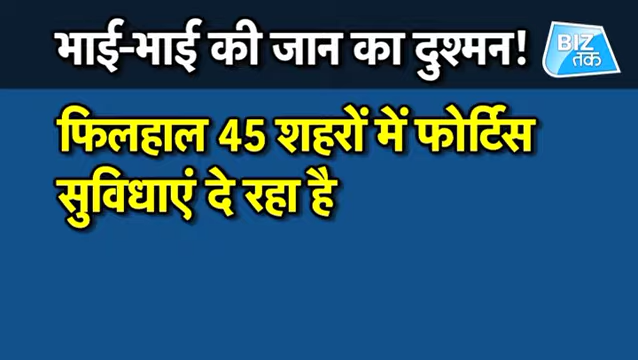 भाई-भाई की जान का दुश्मन!
BIZ
तक
फिलहाल 45 शहरों में फोर्टिस
सुविधाएं दे रहा है